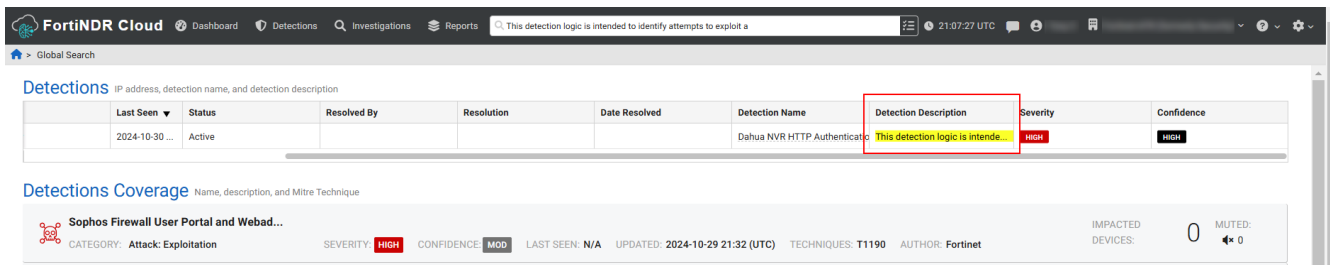 FortiNDR Cloud Dashboard Detections Investigations Reports This detection logic is intended to identify attempts to exploit a 21:07:27 UTC
> Global Search
Detections IP address, detection name, and detection description
Last Seen ▼ Status Resolved By Resolution Date Resolved Detection Name Detection Description Severity Confidence
2024-10-30 ... Active Dahua NVR HTTP Authenticatio This detection logic is intende... HIGH HIGH
Detections Coverage Name, description, and Mitre Technique
Sophos Firewall User Portal and Webad...
CATEGORY: Attack: Exploitation SEVERITY: HIGH CONFIDENCE: MOD LAST SEEN: N/A UPDATED: 2024-10-29 21:32 (UTC) TECHNIQUES: T1190 AUTHOR: Fortinet IMPACTED DEVICES: 0 MUTED: 0